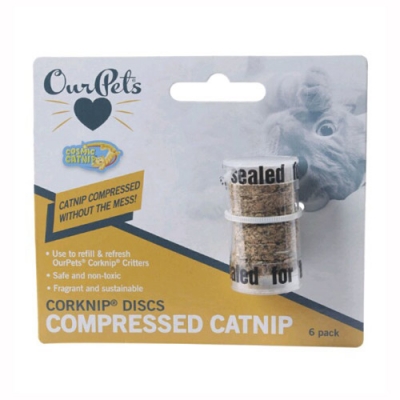 OurPets®
COSMIC
CATNIP
CATNIP COMPRESSED
WITHOUT THE MESS!
sealed f
ealed for
• Use to refill & refresh
OurPets® Corknip® Critters
• Safe and non-toxic
• Fragrant and sustainable
CORKNIP® DISCS
COMPRESSED CATNIP
6 pack